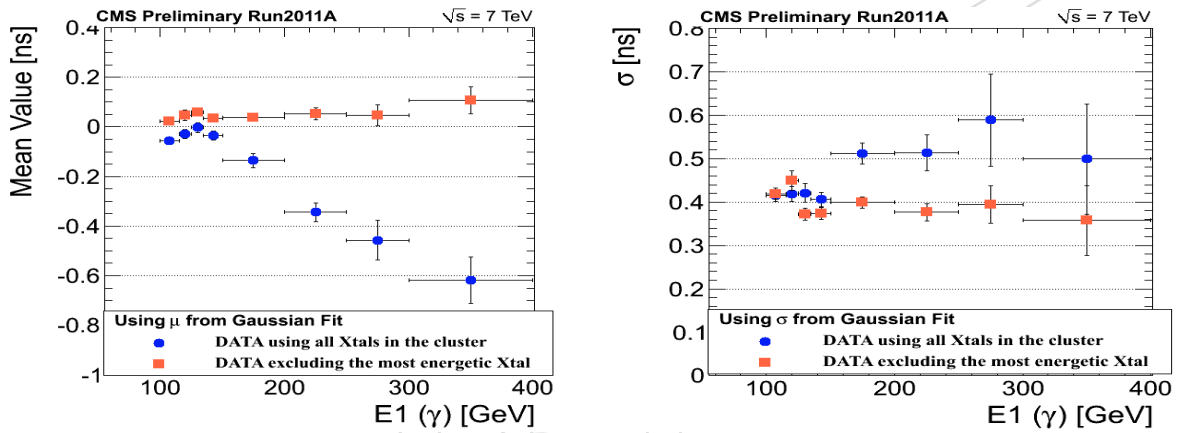 CMS Preliminary Run2011A √s = 7 TeV
Mean Value [ns]
0.4
0.2
0
-0.2
-0.4
-0.6
-0.8
-1
Using μ from Gaussian Fit
DATA using all Xtals in the cluster
DATA excluding the most energetic Xtal
100 200 300 400
E1 (γ) [GeV]
CMS Preliminary Run2011A √s = 7 TeV
σ [ns]
0.8
0.7
0.6
0.5
0.4
0.3
0.2
0.1
0
Using σ from Gaussian Fit
DATA using all Xtals in the cluster
DATA excluding the most energetic Xtal
100 200 300 400
E1 (γ) [GeV]